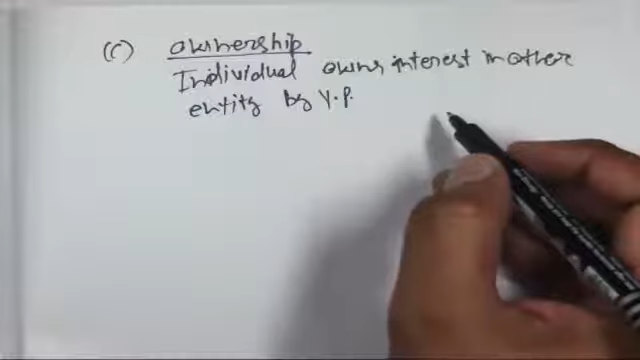 (C) ownership
Individual owns interest in other
entity by Y.P.